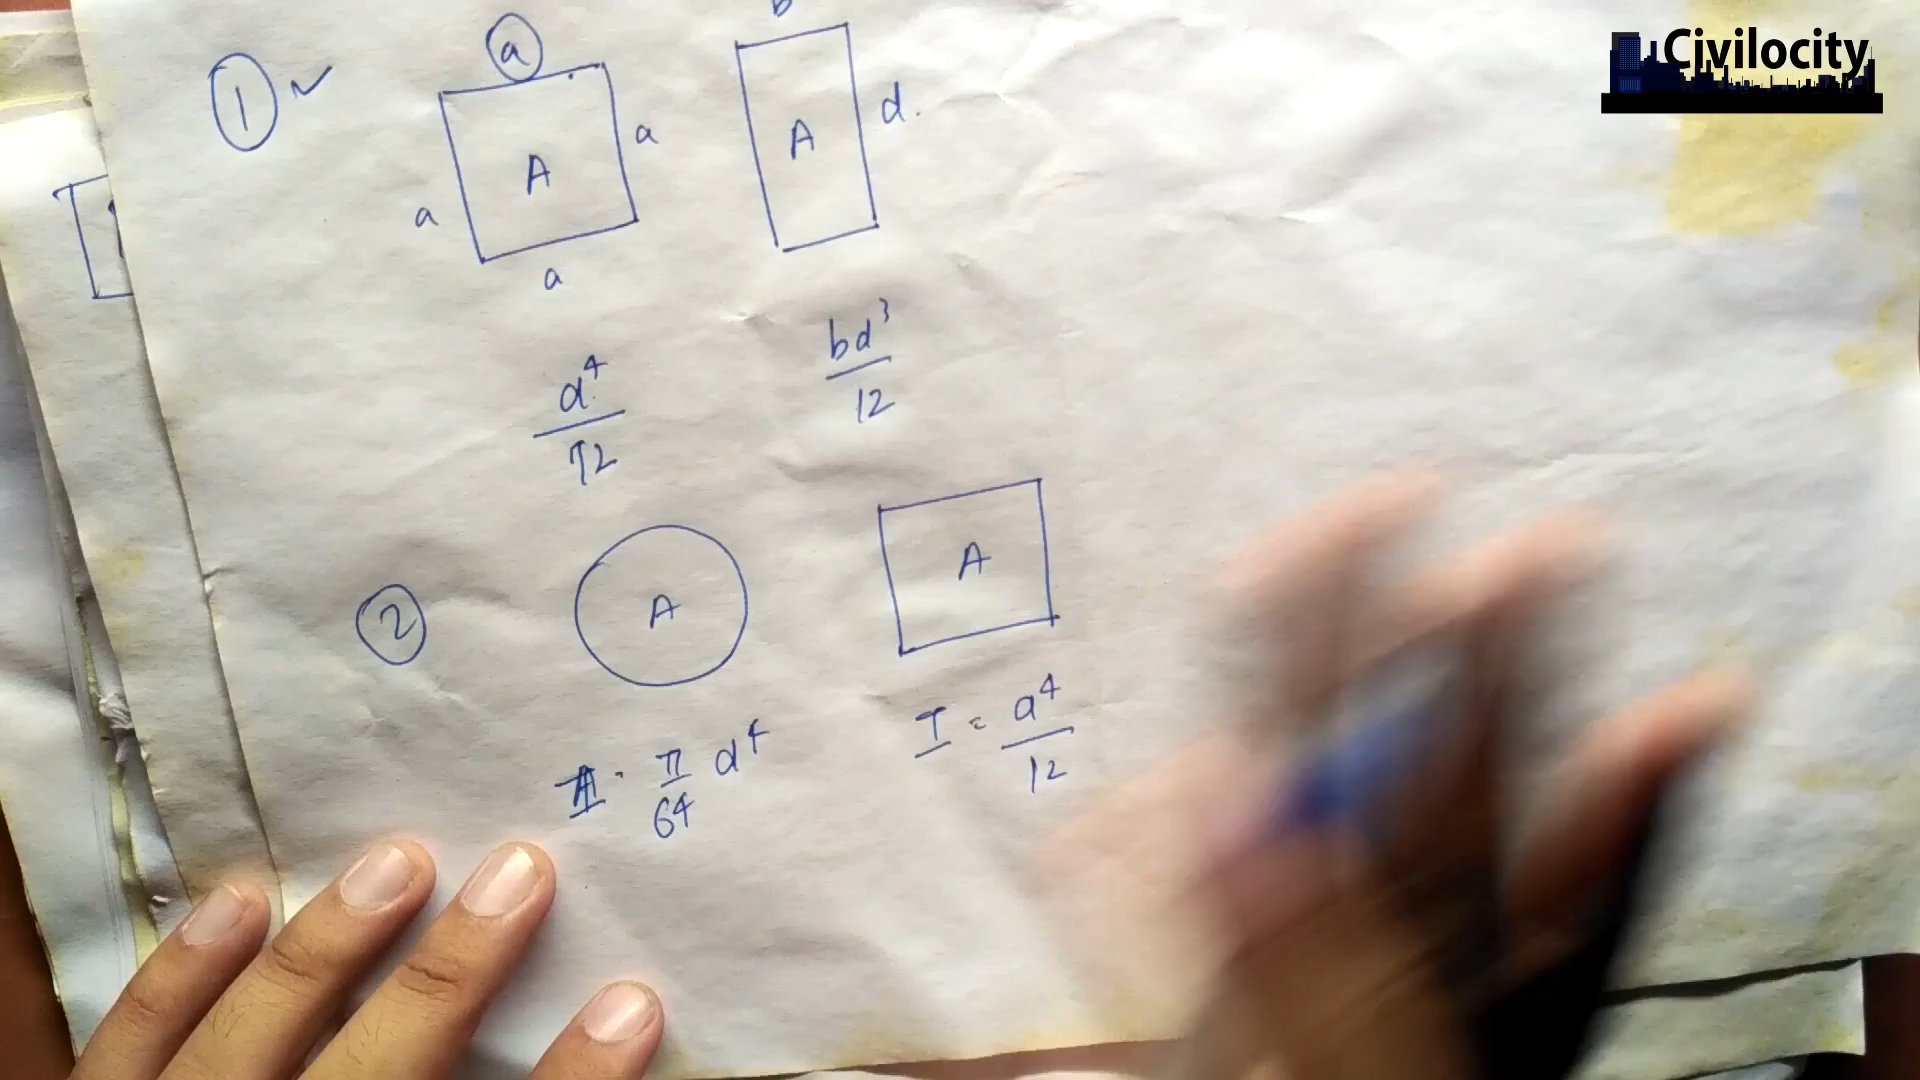 Civilocity
① ✓
ⓐ
b
a
A
a
a
A
d.
a⁴/12
bd³/12
②
A
A
I = π/64 d⁴
I = a⁴/12